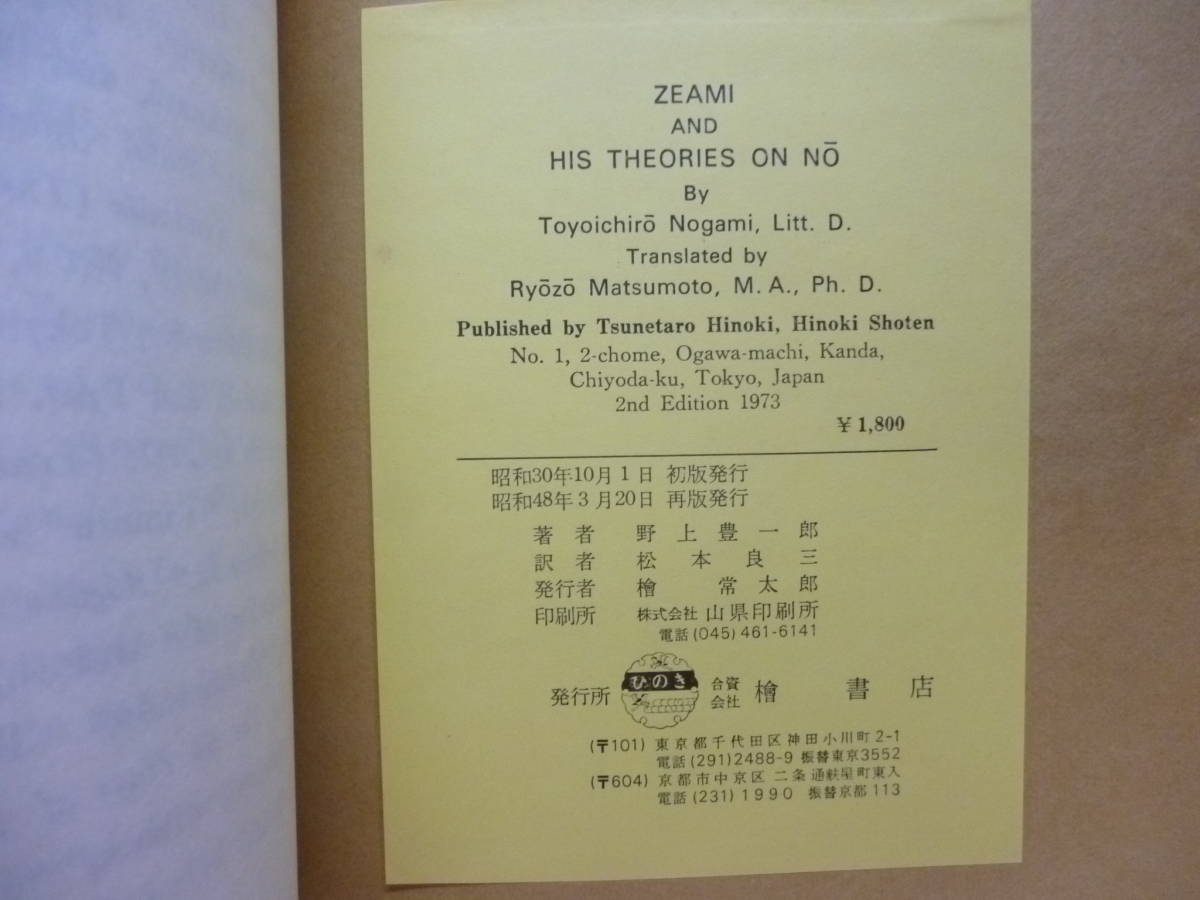 ZEAMI
AND
HIS THEORIES ON NŌ
By
Toyoichirō Nogami, Litt. D.
Translated by
Ryōzō Matsumoto, M.A., Ph. D.
Published by Tsunetaro Hinoki, Hinoki Shoten
No. 1, 2-chome, Ogawa-machi, Kanda,
Chiyoda-ku, Tokyo, Japan
2nd Edition 1973
¥ 1,800
昭和30年10月1日 初版発行
昭和48年3月20日 再版発行
著者 野上豊一郎
訳者 松本良三
発行者 檜常太郎
印刷所 株式会社 山県印刷所
電話 (045) 461-6141
発行所 ひのき 合資会社 檜書店
(〒101) 東京都千代田区神田小川町2-1
電話 (291) 2488-9 振替東京3552
(〒604) 京都市中京区二条通麸屋町東入
電話 (231) 1990 振替京都113